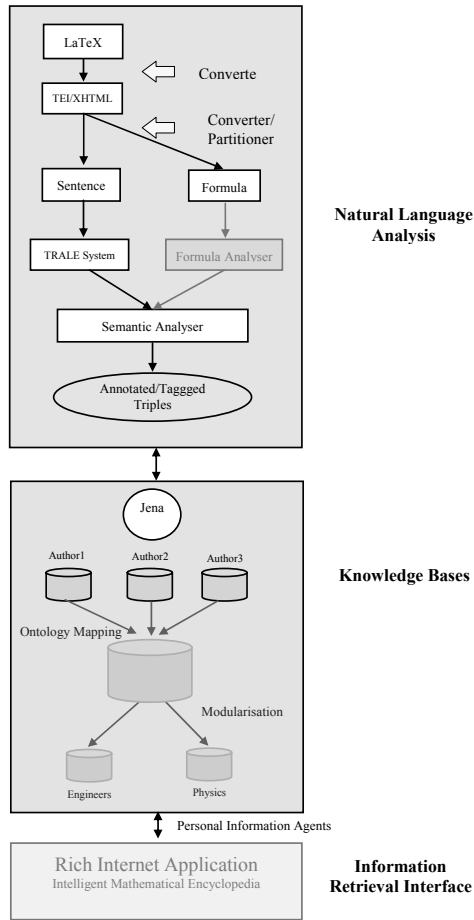 LaTeX
Converte
TEI/XHTML
Converter/
Partitioner
Sentence
Formula
Natural Language
Analysis
TRALE System
Formula Analyser
Semantic Analyser
Annotated/Taggged
Triples
Jena
Author1
Author2
Author3
Knowledge Bases
Ontology Mapping
Modularisation
Engineers
Physics
Personal Information Agents
Rich Internet Application
Intelligent Mathematical Encyclopedia
Information
Retrieval Interface